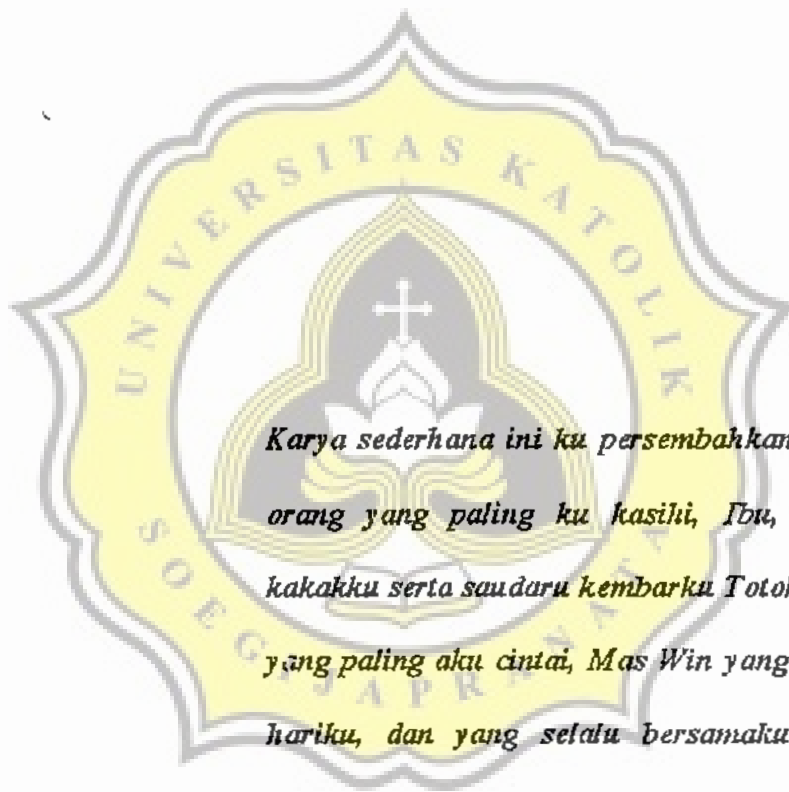 UNIVERSITAS KATOLIK
SOEGIJAPRANATA
Karya sederhana ini ku persembahkan
orang yang paling ku kasihi, Ibu,
kakakku serta saudaru kembarku
yang paling aku cintai, Mas Win yang
hariku, dan yang selalu bersamaku